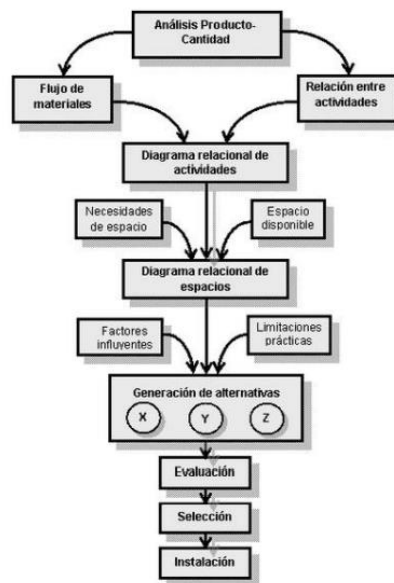 Análisis Producto-
Cantidad
Flujo de
materiales
Relación entre
actividades
Diagrama relacional de
actividades
Necesidades
de espacio
Espacio
disponible
Diagrama relacional de
espacios
Factores
influyentes
Limitaciones
prácticas
Generación de alternativas
X
Y
Z
Evaluación
Selección
Instalación